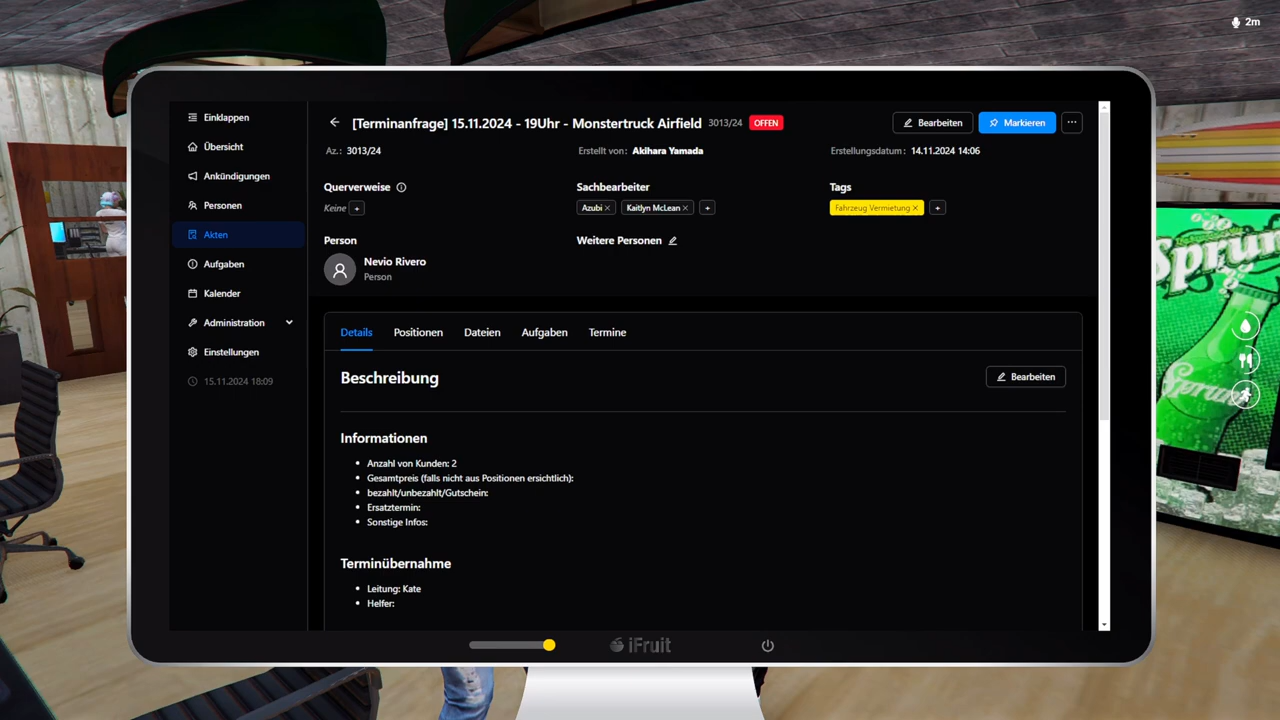 2m
Einklappen
Übersicht
Ankündigungen
Personen
Akten
Aufgaben
Kalender
Administration
Einstellungen
15.11.2024 18:09
[Terminanfrage] 15.11.2024 - 19Uhr - Monstertruck Airfield 3013/24 OFFEN
Bearbeiten
Markieren
Az.: 3013/24
Erstellt von: Akihara Yamada
Erstellungsdatum: 14.11.2024 14:06
Querverweise
Keine +
Sachbearbeiter
Azubi × Kaitlyn McLean × +
Tags
Fahrzeug Vermietung × +
Person
Nevio Rivero
Person
Weitere Personen
Details Positionen Dateien Aufgaben Termine
Beschreibung
Bearbeiten
Informationen
• Anzahl von Kunden: 2
• Gesamtpreis (falls nicht aus Positionen ersichtlich):
• bezahlt/unbezahlt/Gutschein:
• Ersatztermin:
• Sonstige Infos:
Terminübernahme
• Leitung: Kate
• Helfer:
iFruit
Sprun
Sprunk